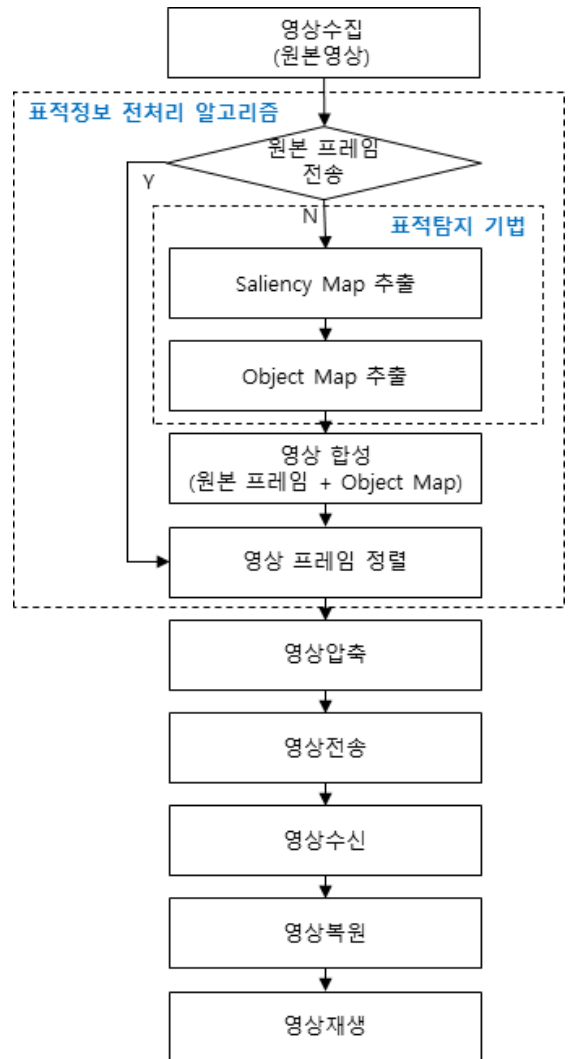 영상수집
(원본영상)
표적정보 전처리 알고리즘
원본 프레임
전송
Y
N
표적탐지 기법
Saliency Map 추출
Object Map 추출
영상 합성
(원본 프레임 + Object Map)
영상 프레임 정렬
영상압축
영상전송
영상수신
영상복원
영상재생